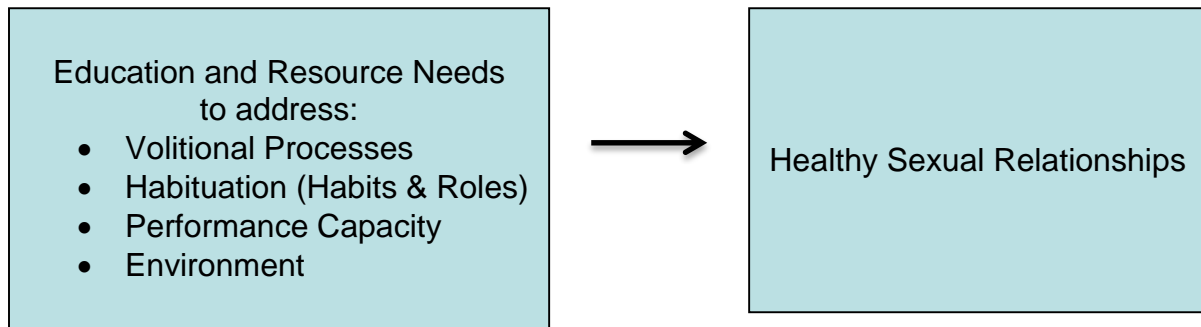 Education and Resource Needs
to address:
• Volitional Processes
• Habituation (Habits & Roles)
• Performance Capacity
• Environment
Healthy Sexual Relationships